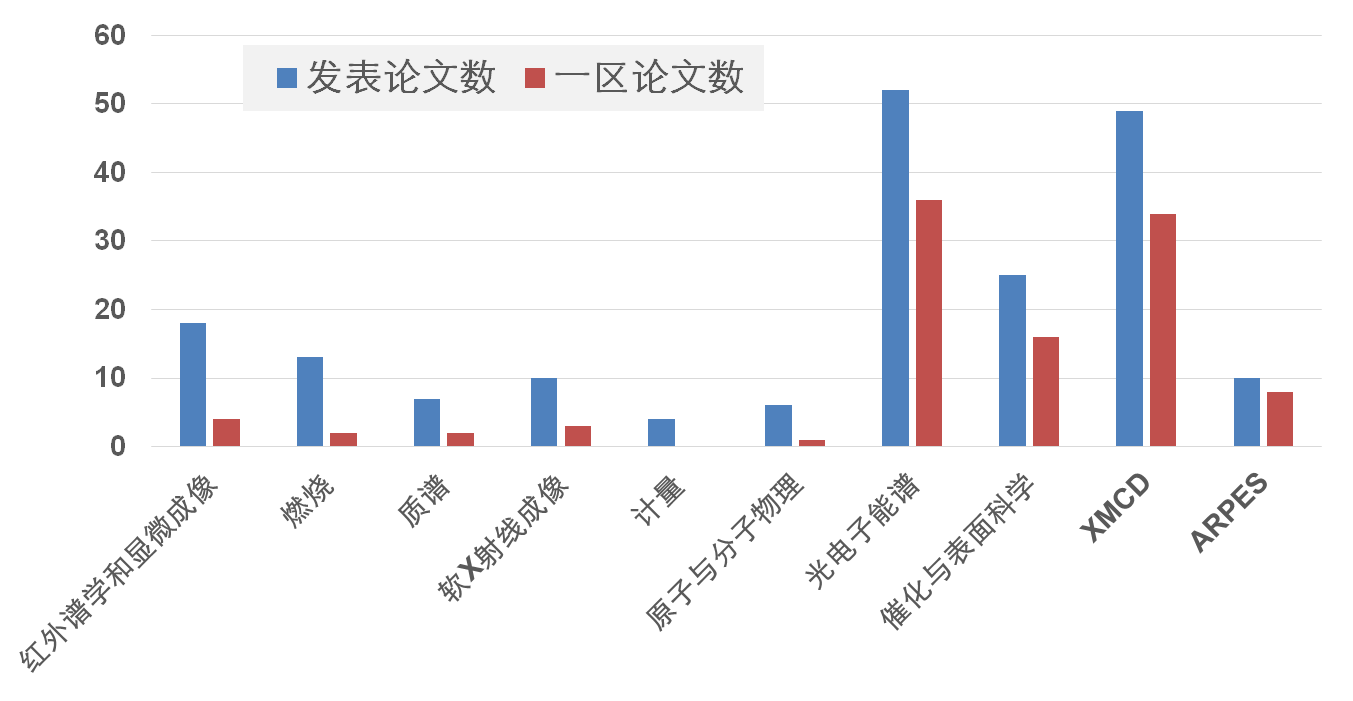 60
发表论文数 一区论文数
50
40
30
20
10
0
红外谱学和显微成像
燃烧
质谱
软X射线成像
计量
原子与分子物理
光电子能谱
催化与表面科学
XMCD
ARPES